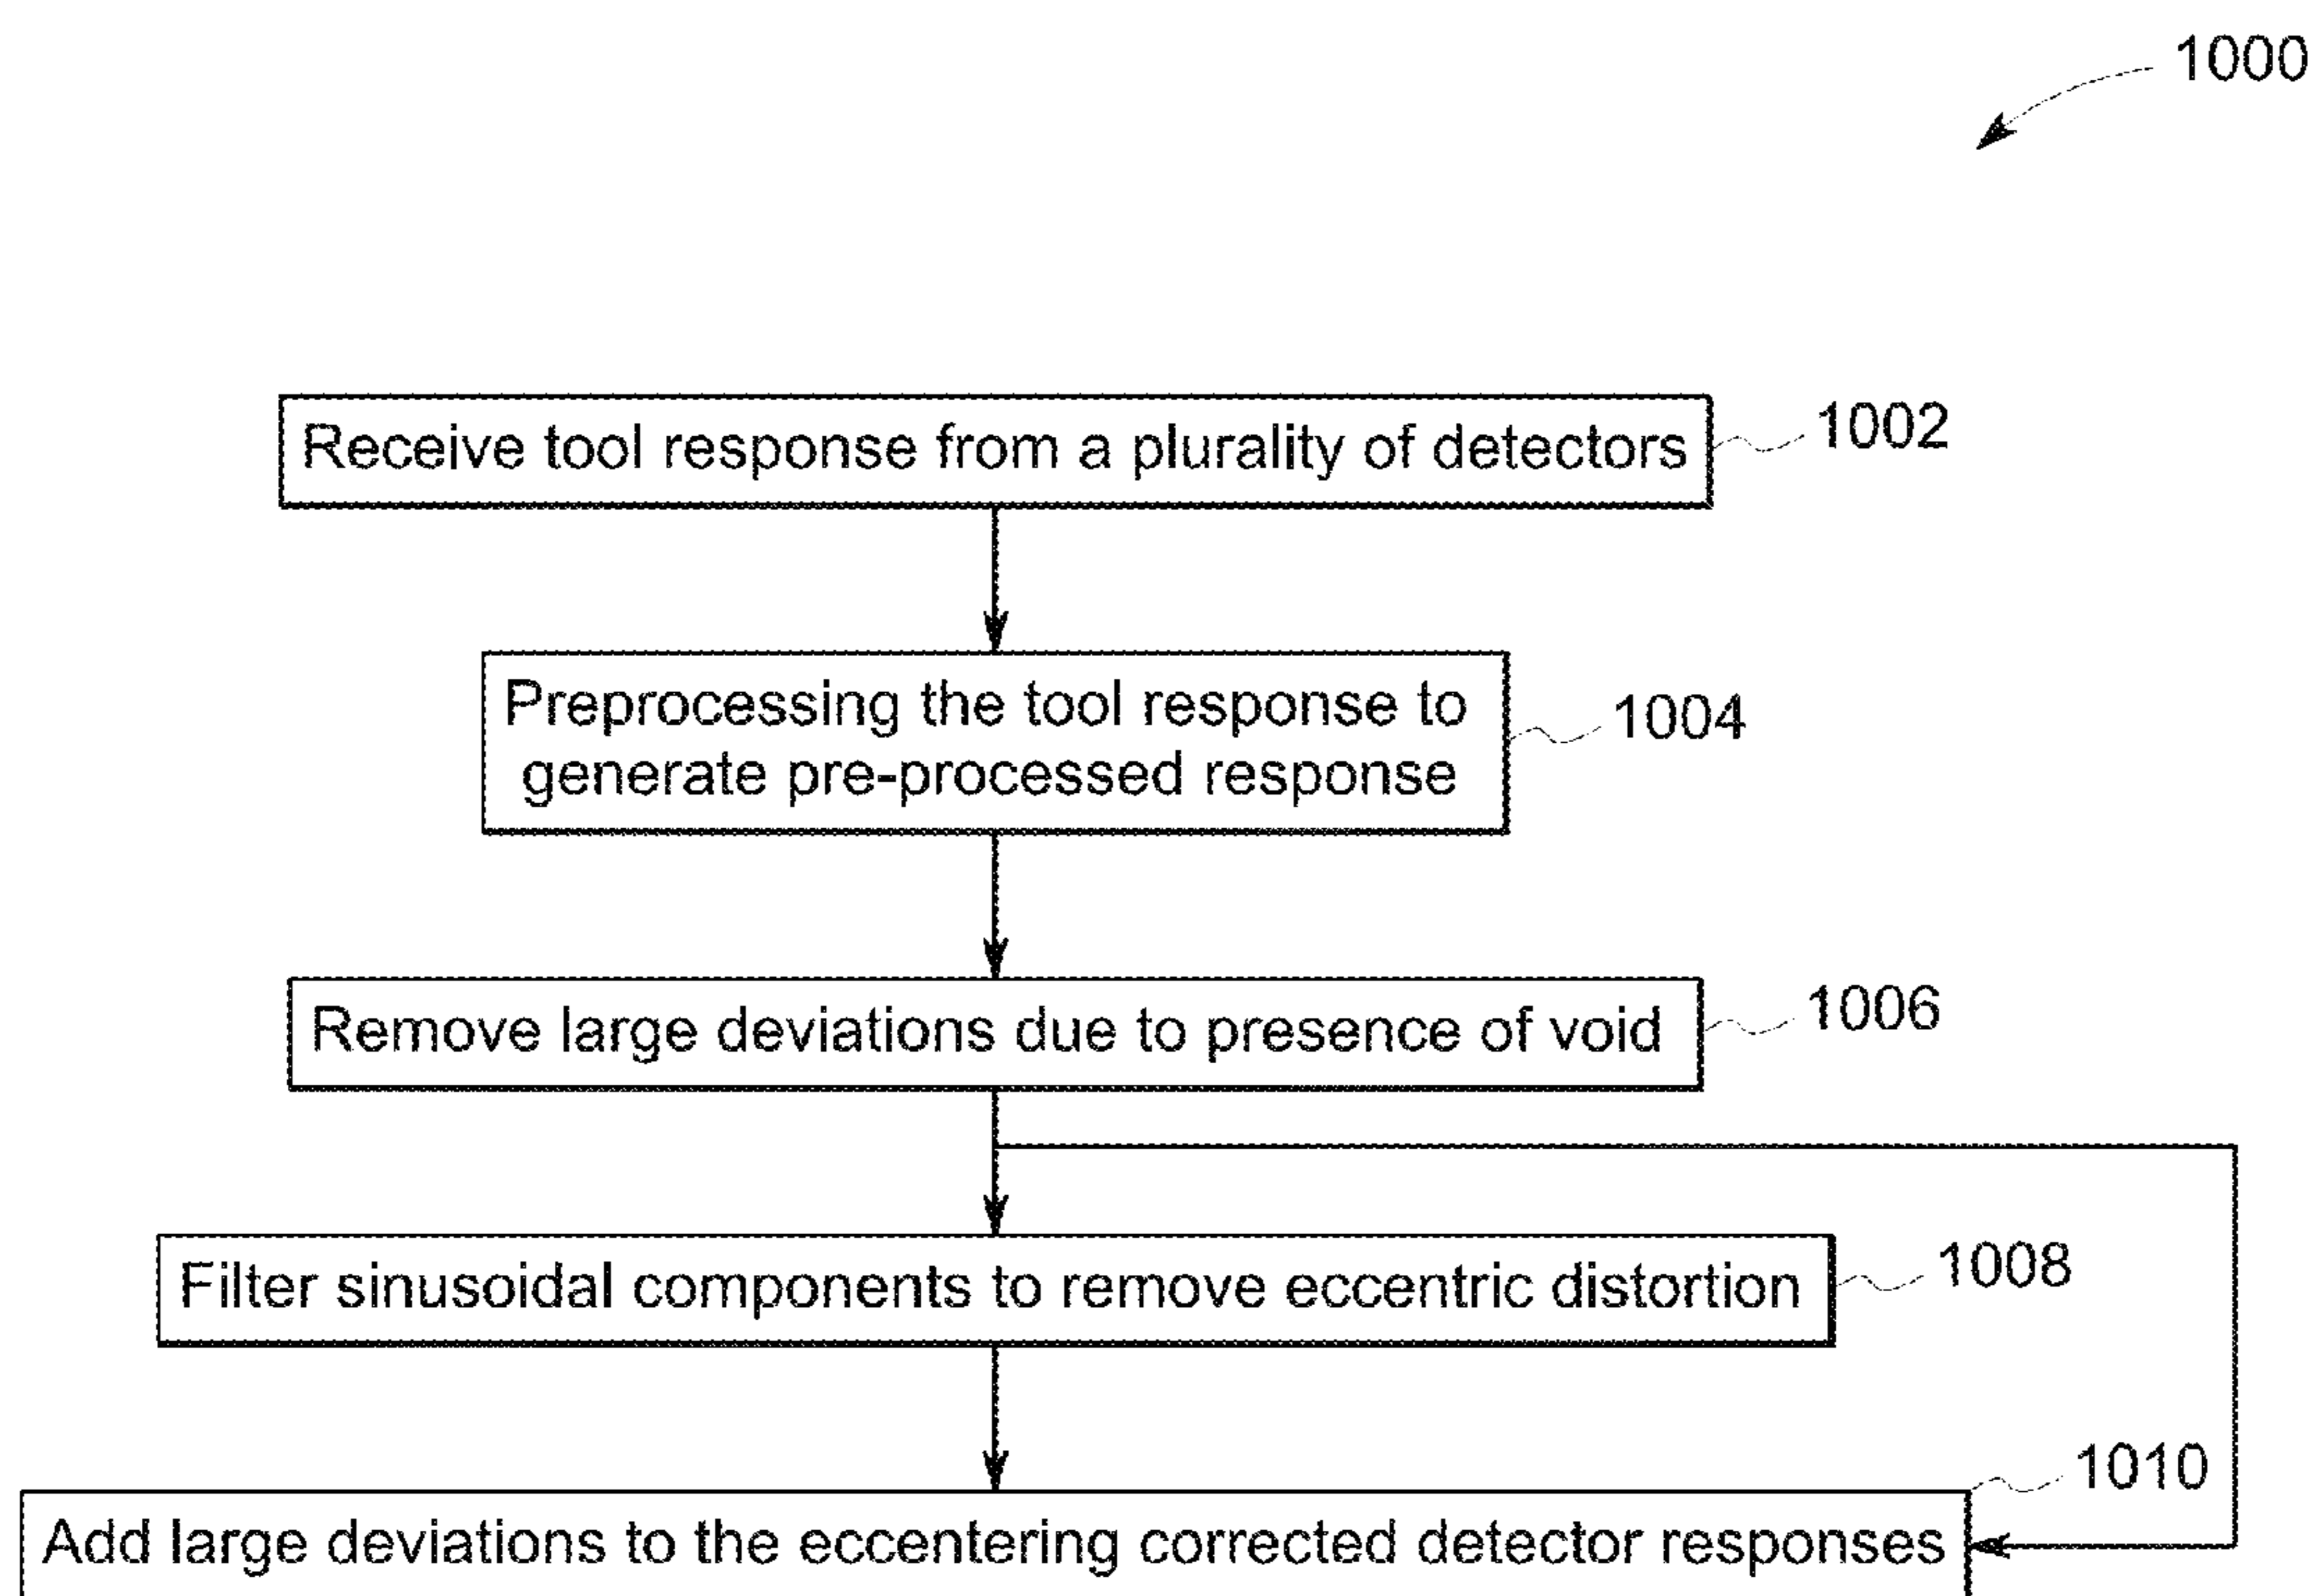 1000
Receive tool response from a plurality of detectors
1002
Preprocessing the tool response to
generate pre-processed response
1004
Remove large deviations due to presence of void
1006
Filter sinusoidal components to remove eccentric distortion
1008
1010
Add large deviations to the eccentering corrected detector responses